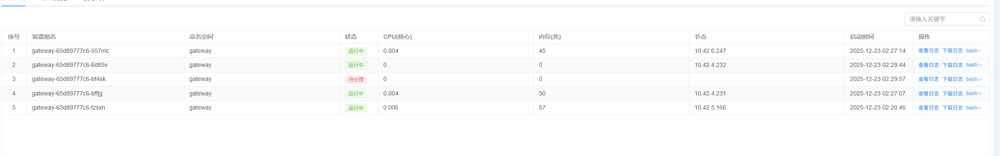 请输入关键字
序号 容器组名 命名空间 状态 CPU(核心) 内存(兆) 节点 启动时间 操作
1 gateway-65d89777c6-557mc gateway 运行中 0.004 45 10.42.6.247 2025-12-23 02:27:14 查看日志 下载日志 bash
2 gateway-65d89777c6-6d85v gateway 运行中 0 0 10.42.4.232 2025-12-23 02:29:44 查看日志 下载日志 bash
3 gateway-65d89777c6-bf4sk gateway 待处理 0 0 2025-12-23 02:29:57 查看日志 下载日志 bash
4 gateway-65d89777c6-bffjg gateway 运行中 0.004 50 10.42.4.231 2025-12-23 02:27:07 查看日志 下载日志 bash
5 gateway-65d89777c6-fzsxn gateway 运行中 0.006 57 10.42.5.166 2025-12-23 02:20:46 查看日志 下载日志 bash